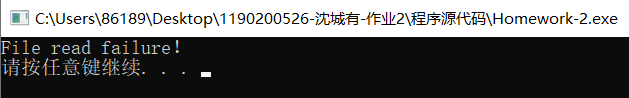 C:\Users\86189\Desktop\1190200526-沈城有-作业2\程序源代码\Homework-2.exe
File read failure!
请按任意键继续. . .